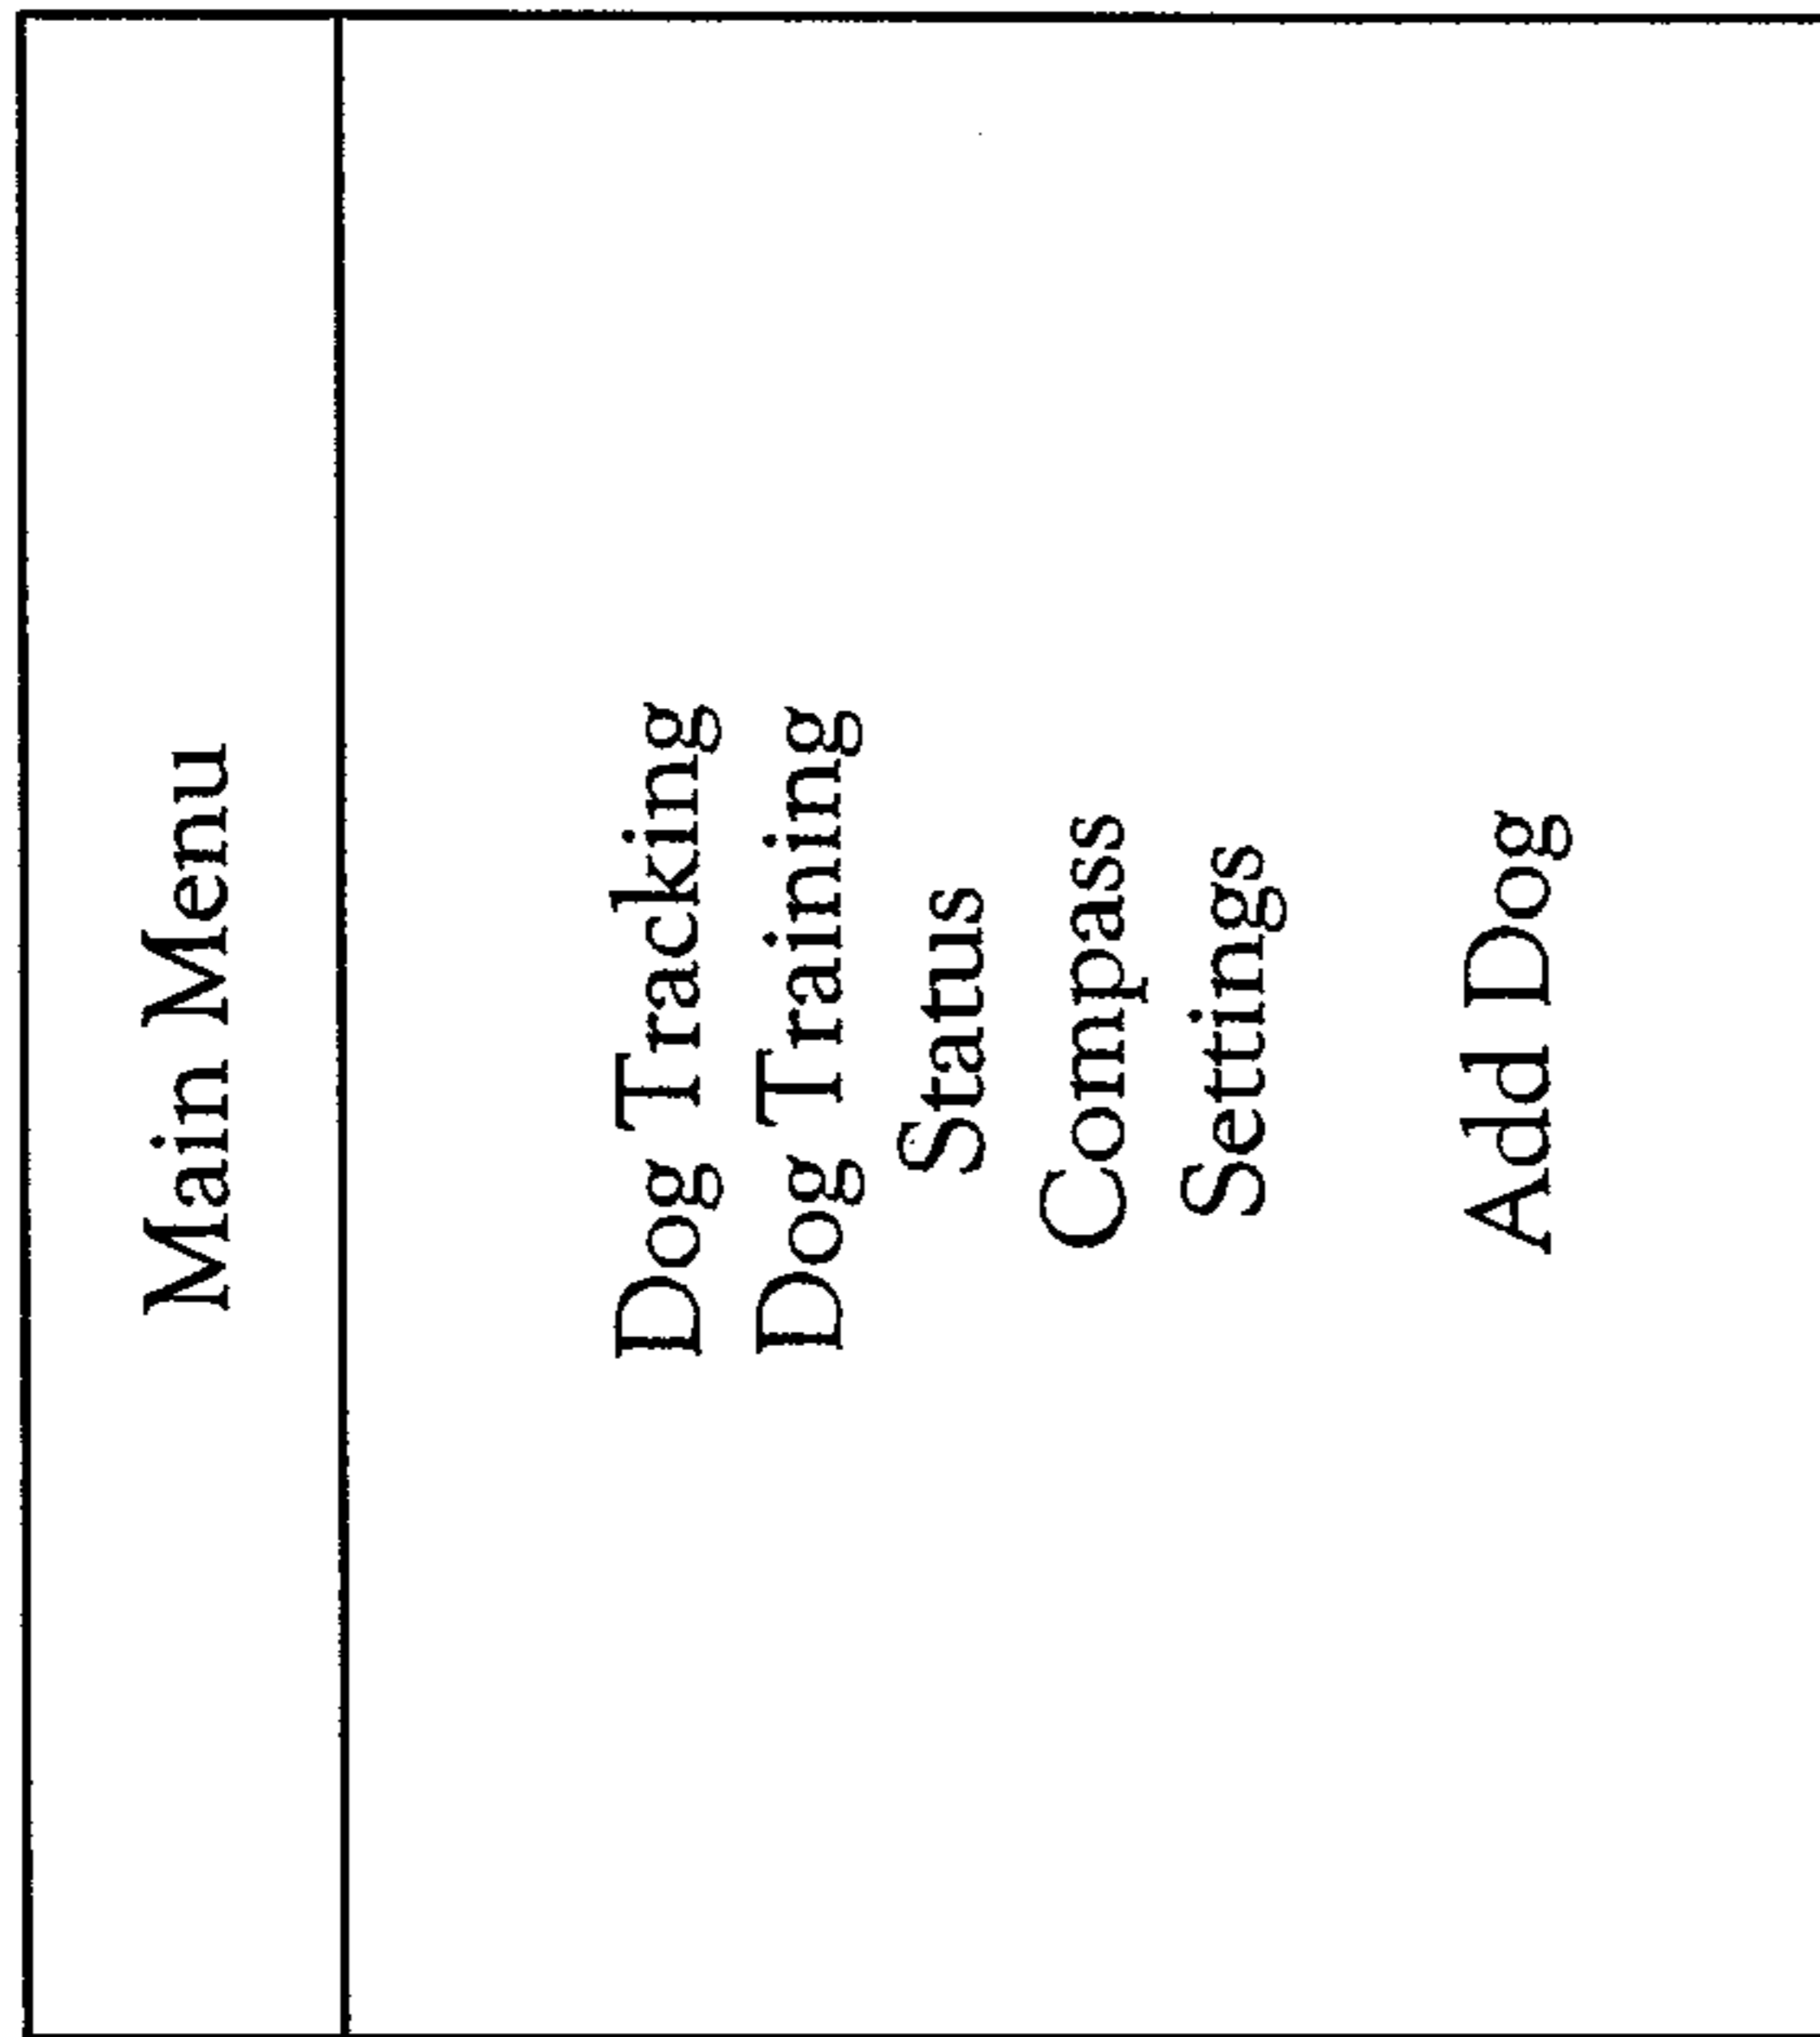 Main Menu
Dog Tracking
Dog Training
Status
Compass
Settings
Add Dog